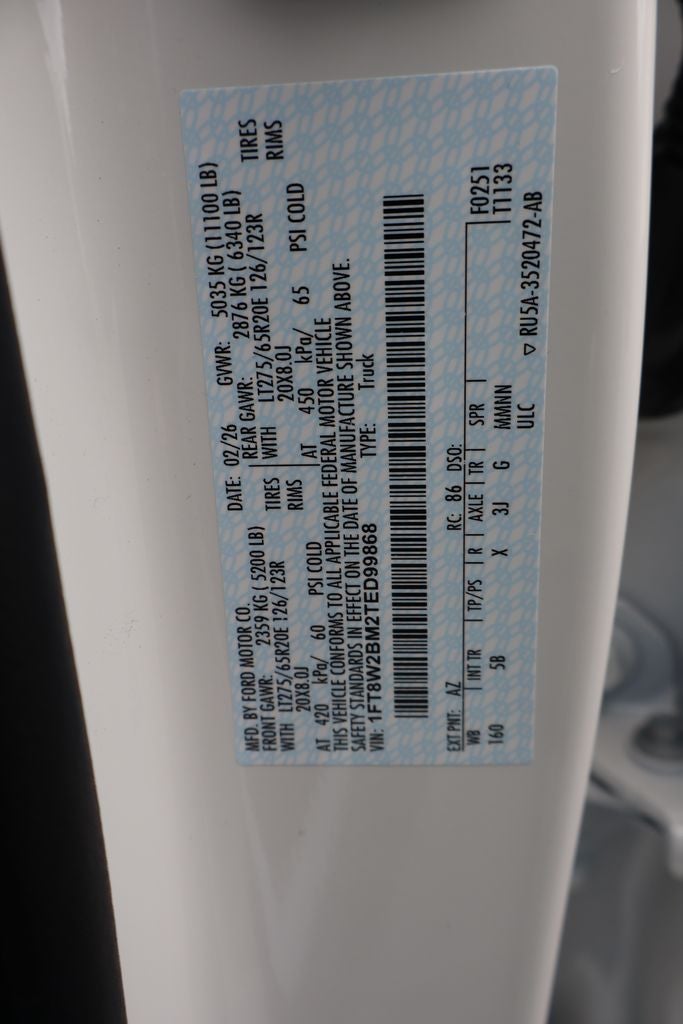 MFD. BY FORD MOTOR CO.
DATE: 02/26 GVWR: 5035 KG (11100 LB)
FRONT GAWR: 2359 KG ( 5200 LB)
REAR GAWR: 2876 KG ( 6340 LB)
WITH LT275/65R20E 126/123R TIRES
WITH LT275/65R20E 126/123R TIRES
20X8.0J RIMS
20X8.0J RIMS
AT 420 kPa/ 60 PSI COLD
AT 450 kPa/ 65 PSI COLD
THIS VEHICLE CONFORMS TO ALL APPLICABLE FEDERAL MOTOR VEHICLE
SAFETY STANDARDS IN EFFECT ON THE DATE OF MANUFACTURE SHOWN ABOVE.
VIN: 1FT8W2BM2TED99868 TYPE: Truck
EXT PNT: AZ RC: 86 DSO: F0251
WB INT TR TP/PS R AXLE TR SPR T1133
160 5B X 3J G MMMNN
ULC ▽ RU5A-3520472-AB